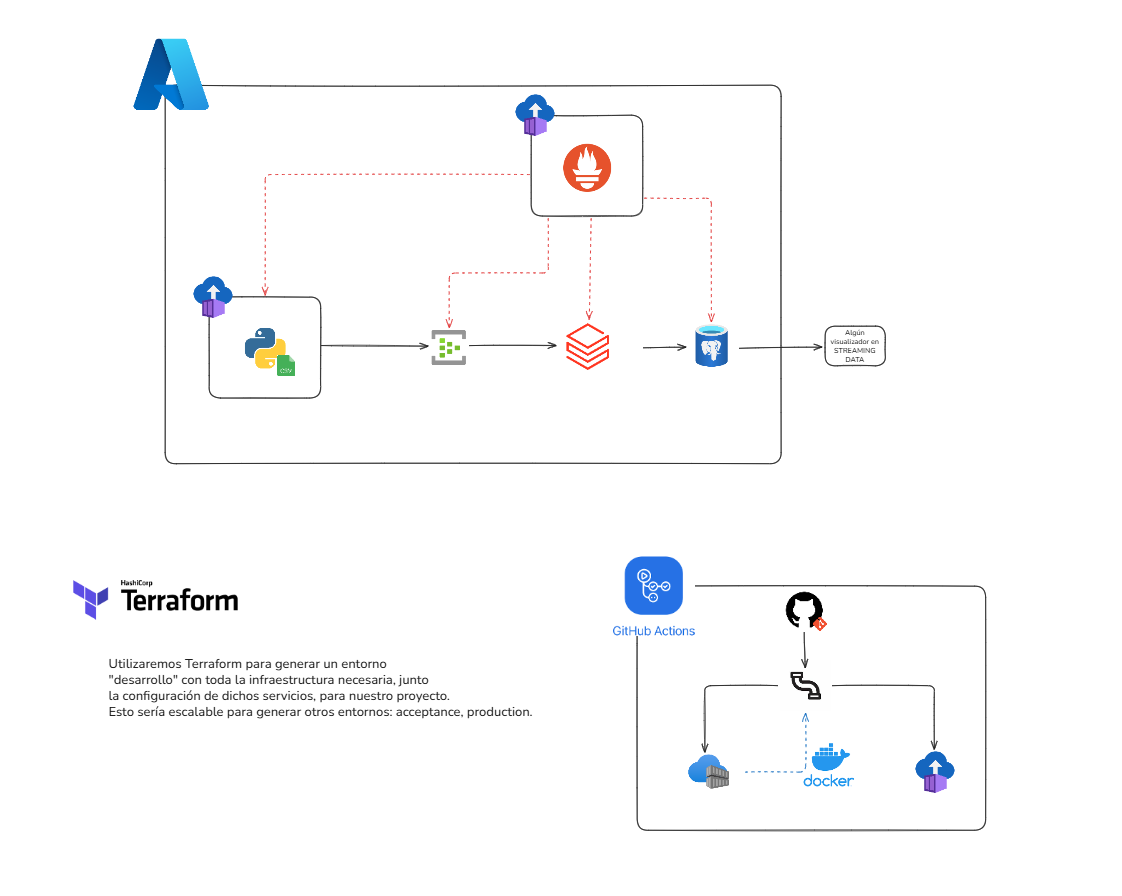 Algún
visualizador en
STREAMING
DATA
CSV
HashiCorp
Terraform
Utilizaremos Terraform para generar un entorno
"desarrollo" con toda la infraestructura necesaria, junto
la configuración de dichos servicios, para nuestro proyecto.
Esto sería escalable para generar otros entornos: acceptance, production.
GitHub Actions
docker